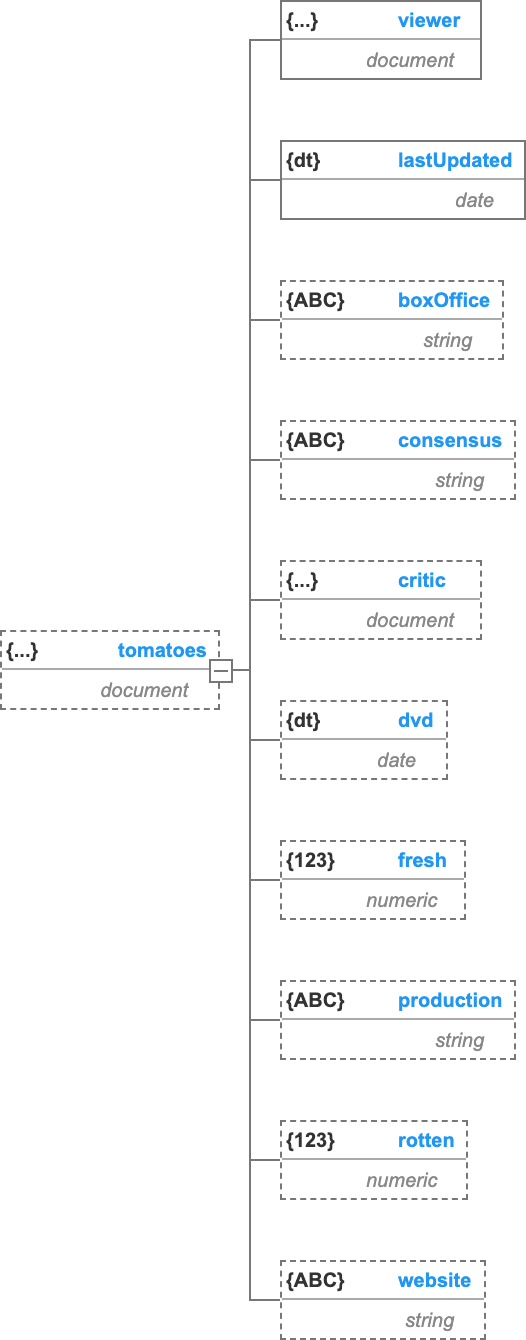 {...} viewer
document
{dt} lastUpdated
date
{ABC} boxOffice
string
{ABC} consensus
string
{...} critic
document
{...} tomatoes
document
{dt} dvd
date
{123} fresh
numeric
{ABC} production
string
{123} rotten
numeric
{ABC} website
string